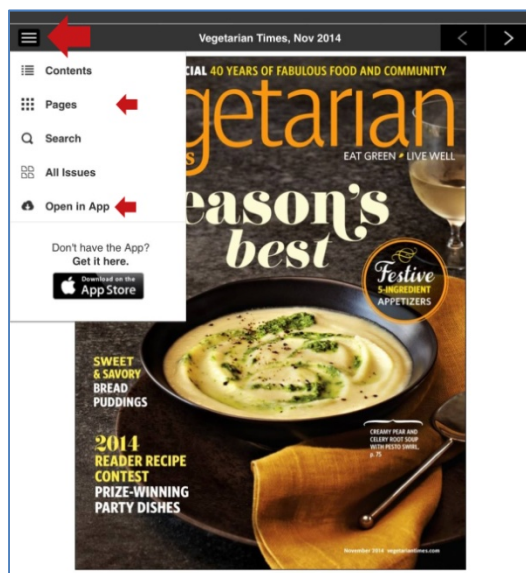 Vegetarian Times, Nov 2014
Contents
Pages
Search
All Issues
Open in App
Don't have the App?
Get it here.
Download on the
App Store
CIAL 40 YEARS OF FABULOUS FOOD AND COMMUNITY
getarian
EAT GREEN • LIVE WELL
eason's
best
Festive
5-INGREDIENT
APPETIZERS
SWEET
& SAVORY
BREAD
PUDDINGS
CREAMY PEAR AND
CELERY ROOT SOUP
WITH PESTO SWIRL,
p. 75
2014
READER RECIPE
CONTEST
PRIZE-WINNING
PARTY DISHES
November 2014 vegetariantimes.com